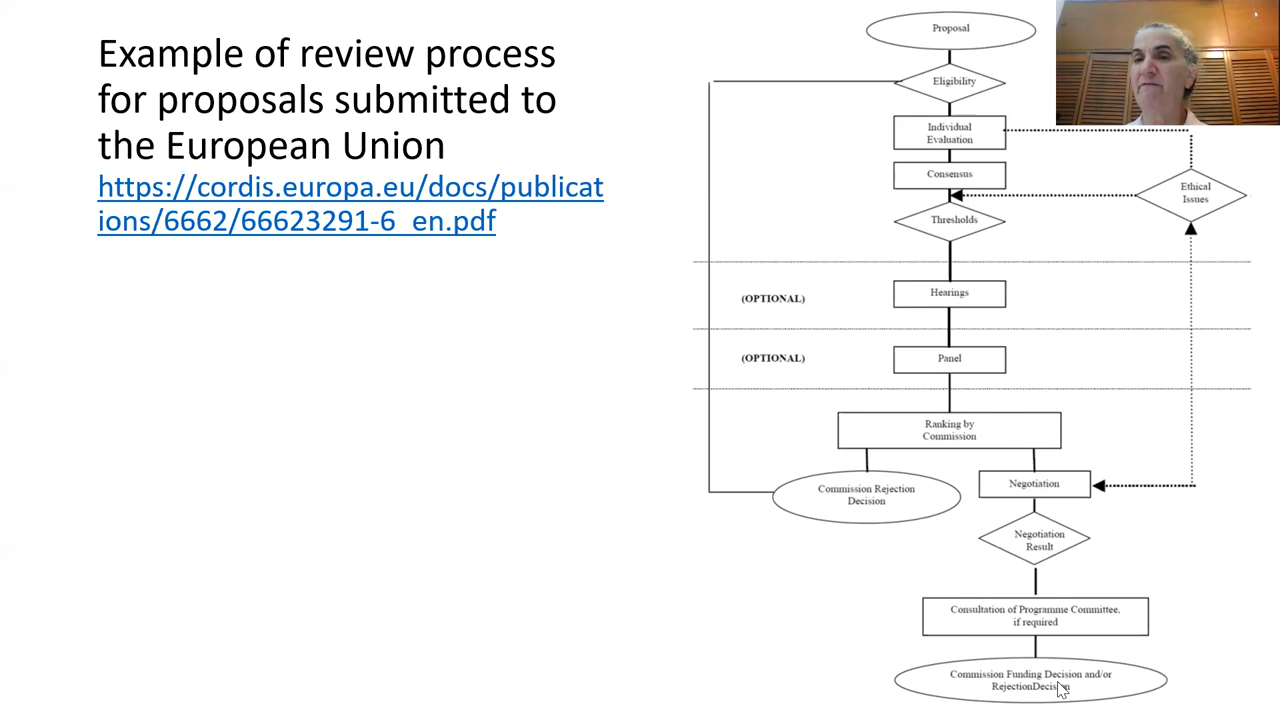 Example of review process
for proposals submitted to
the European Union
https://cordis.europa.eu/docs/publicat
ions/6662/66623291-6_en.pdf
Proposal
Eligibility
Individual
Evaluation
Consensus
Ethical
Issues
Thresholds
(OPTIONAL)
Hearings
(OPTIONAL)
Panel
Ranking by
Commission
Commission Rejection
Decision
Negotiation
Negotiation
Result
Consultation of Programme Committee,
if required
Commission Funding Decision and/or
RejectionDecision